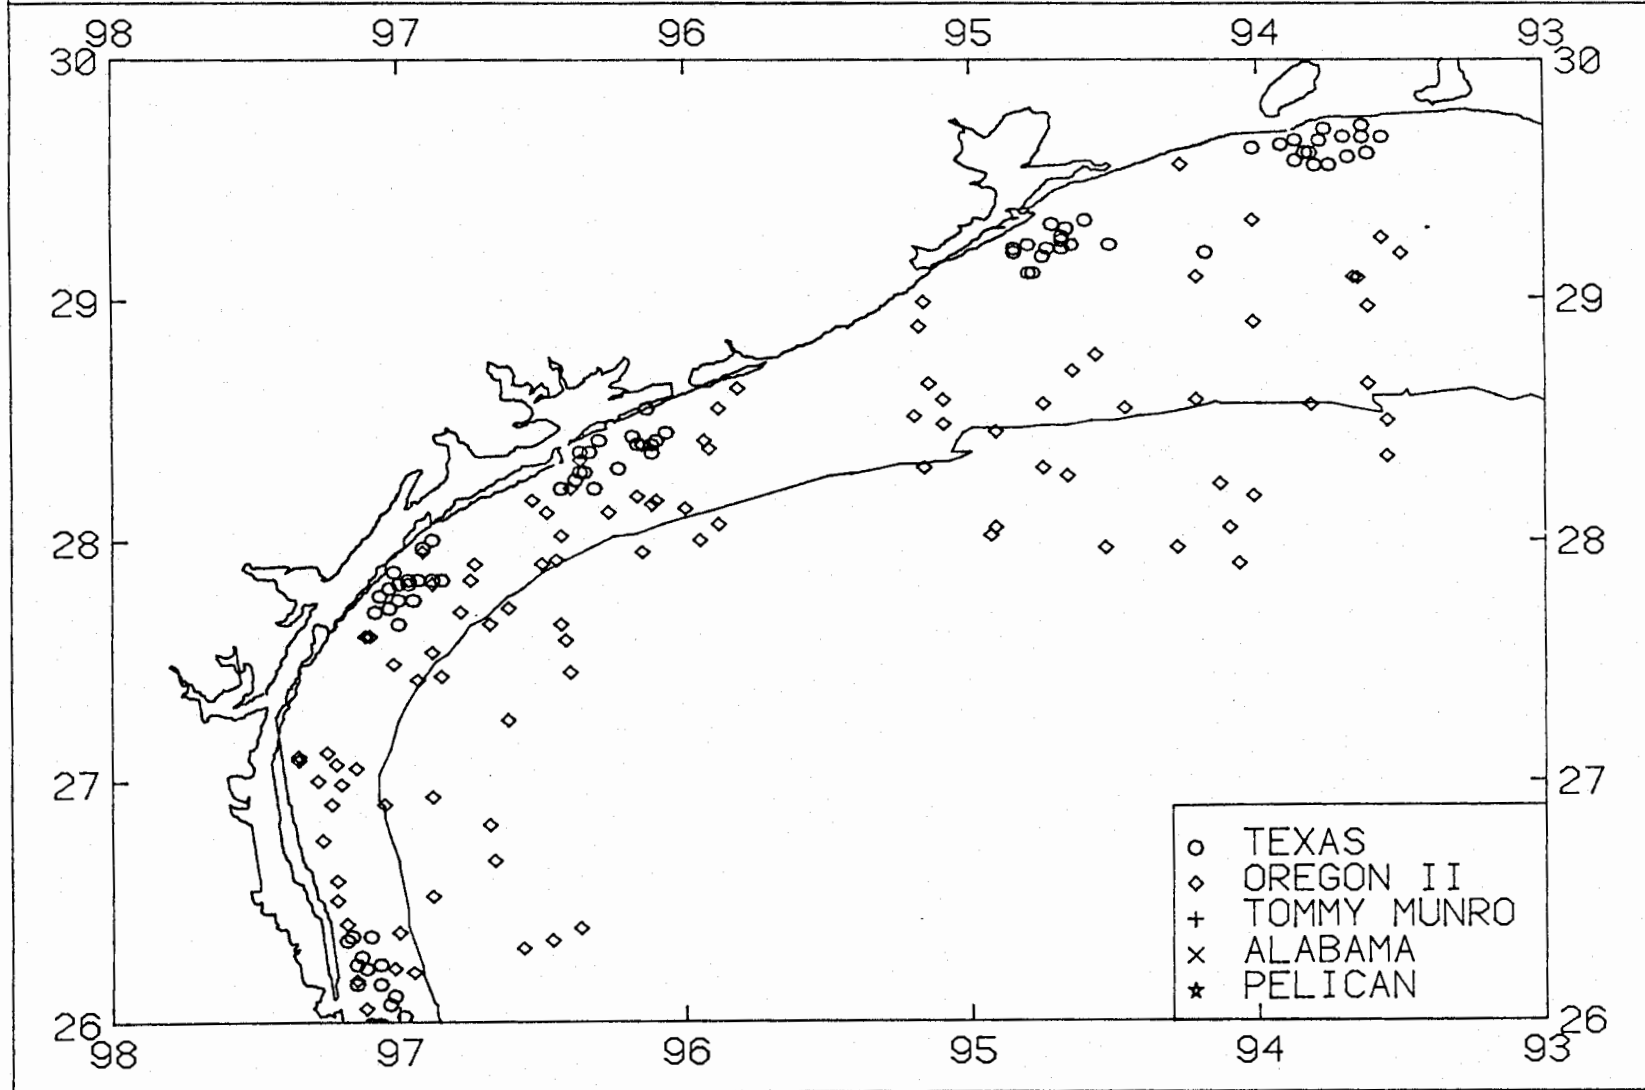 98 97 96 95 94 93
30 30
29 29
28 28
27 27
TEXAS
OREGON II
TOMMY MUNRO
ALABAMA
PELICAN
26 26
98 97 96 95 94 93